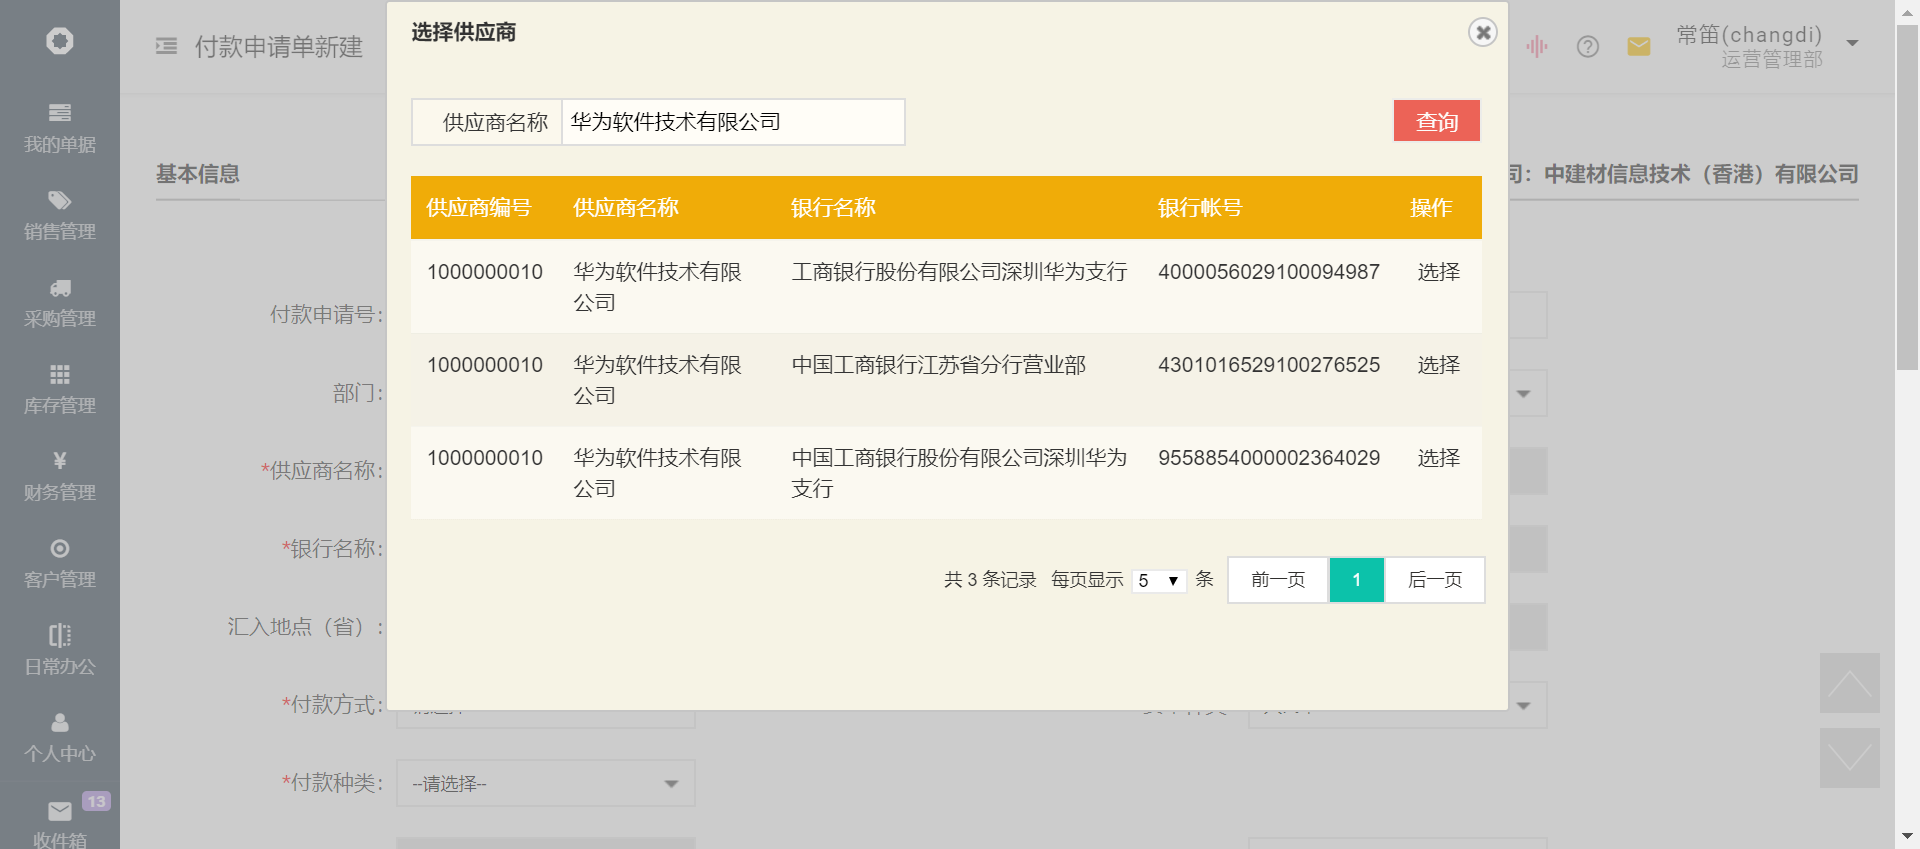 选择供应商
付款申请单新建
常笛(changdi)
运营管理部
我的单据
销售管理
采购管理
库存管理
¥
财务管理
客户管理
日常办公
个人中心
13
收件箱
供应商名称 华为软件技术有限公司 查询
基本信息
司：中建材信息技术（香港）有限公司
供应商编号 供应商名称 银行名称 银行帐号 操作
1000000010 华为软件技术有限 工商银行股份有限公司深圳华为支行 4000056029100094987 选择
公司
1000000010 华为软件技术有限 中国工商银行江苏省分行营业部 4301016529100276525 选择
公司
1000000010 华为软件技术有限 中国工商银行股份有限公司深圳华为 9558854000002364029 选择
公司 支行
共 3 条记录 每页显示 5 条 前一页 1 后一页
付款申请号:
部门:
*供应商名称:
*银行名称:
汇入地点（省）:
*付款方式:
*付款种类: --请选择--